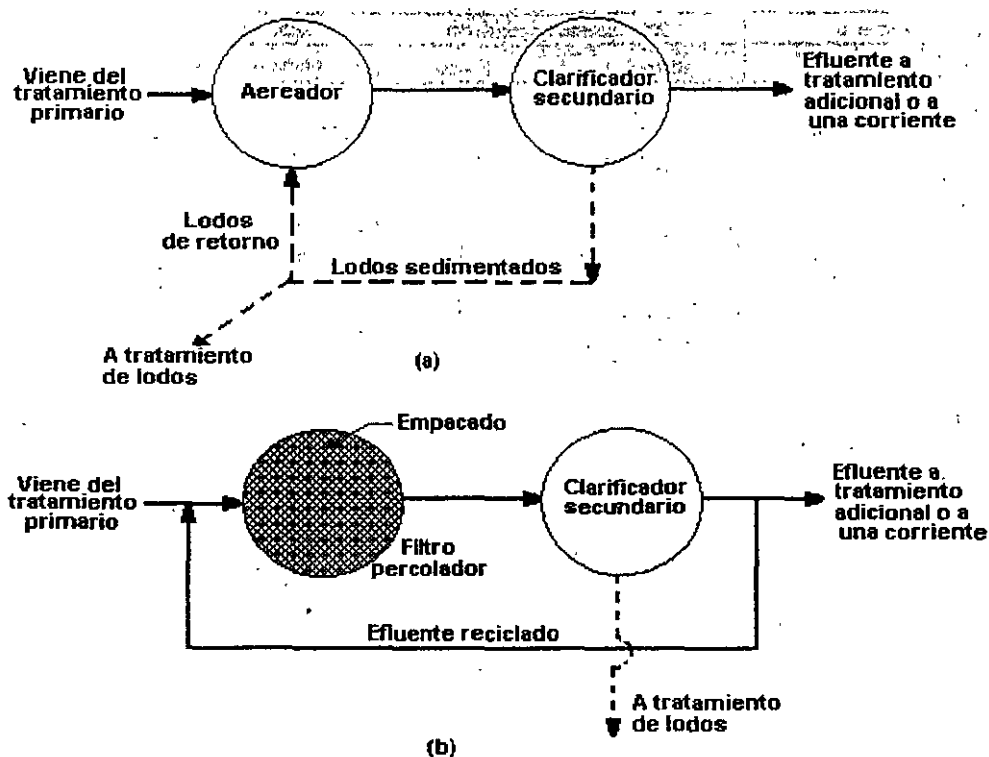 Viene del
tratamiento
primario
Aereador
Clarificador
secundario
Efluente a
tratamiento
adicional o a
una corriente
Lodos
de retorno
Lodos sedimentados
A tratamiento
de lodos
(a)
Empacado
Viene del
tratamiento
primario
Clarificador
secundario
Efluente a
tratamiento
adicional o a
una corriente
Filtro
percolador
Efluente reciclado
A tratamiento
de lodos
(b)